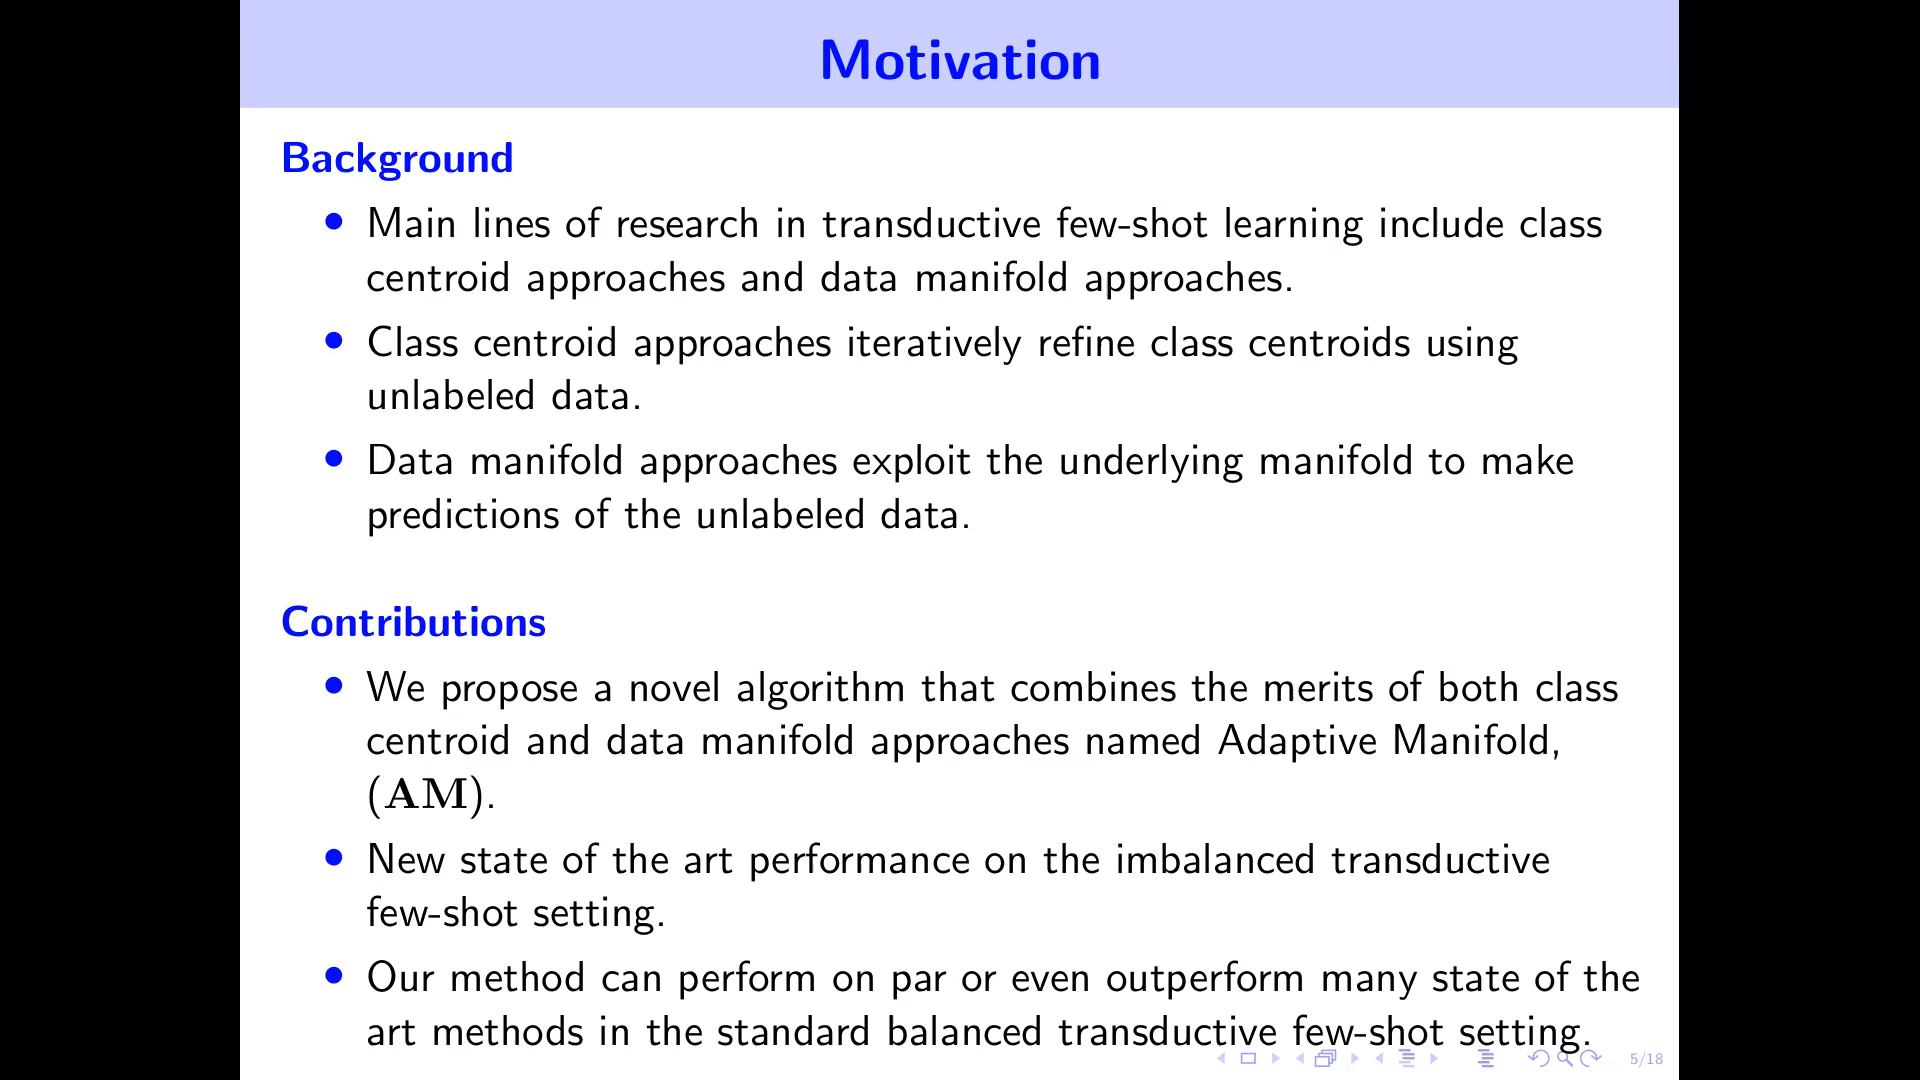 Motivation
Background
• Main lines of research in transductive few-shot learning include class
centroid approaches and data manifold approaches.
• Class centroid approaches iteratively refine class centroids using
unlabeled data.
• Data manifold approaches exploit the underlying manifold to make
predictions of the unlabeled data.
Contributions
• We propose a novel algorithm that combines the merits of both class
centroid and data manifold approaches named Adaptive Manifold,
(AM).
• New state of the art performance on the imbalanced transductive
few-shot setting.
• Our method can perform on par or even outperform many state of the
art methods in the standard balanced transductive few-shot setting.
5/18